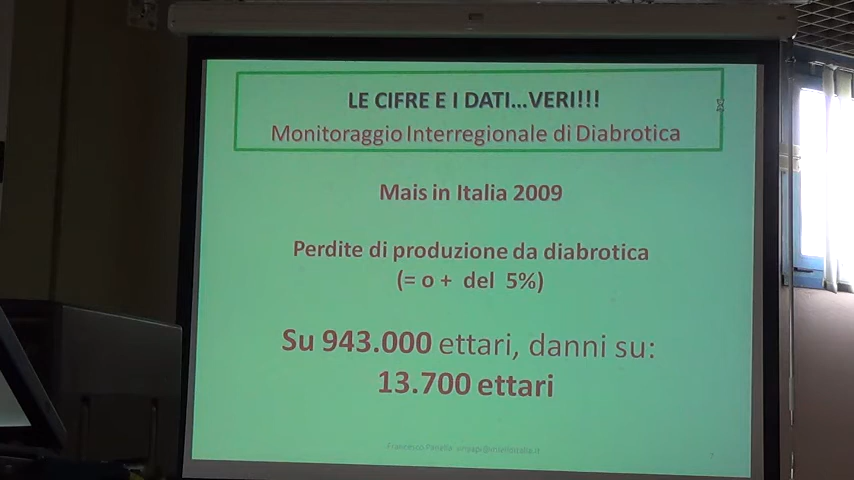 LE CIFRE E I DATI...VERI!!!
Monitoraggio Interregionale di Diabrotica
Mais in Italia 2009
Perdite di produzione da diabrotica
(= o + del 5%)
Su 943.000 ettari, danni su:
13.700 ettari
Francesco